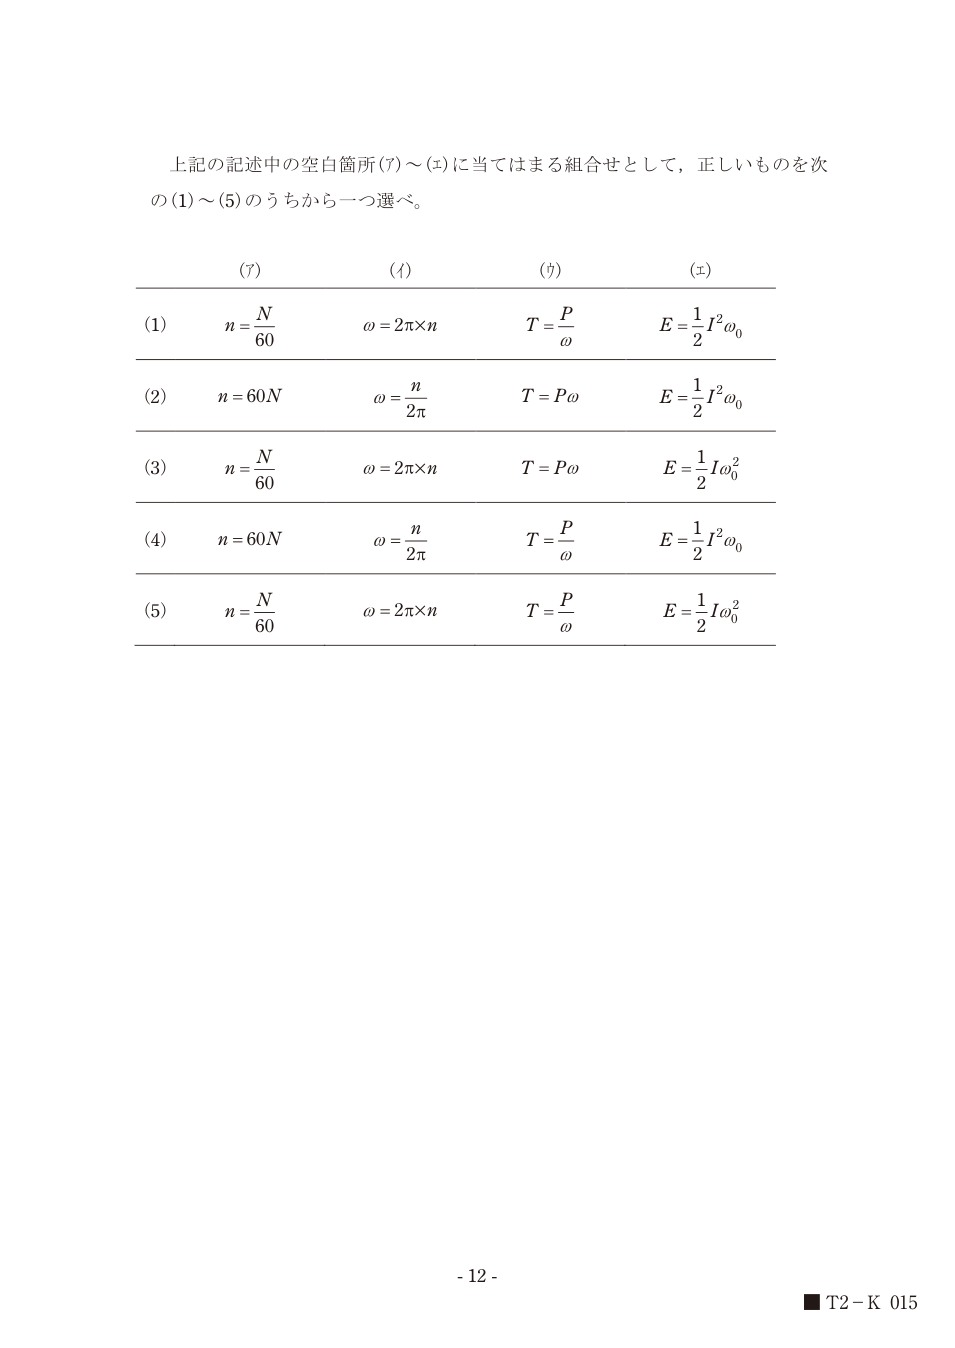 上記の記述中の空白箇所(ｱ)～(ｴ)に当てはまる組合せとして，正しいものを次
の(1)～(5)のうちから一つ選べ。
(ｱ) (ｲ) (ｳ) (ｴ)
(1) n = N/60 ω = 2π×n T = P/ω E = 1/2 I²ω₀
(2) n = 60N ω = n/2π T = Pω E = 1/2 I²ω₀
(3) n = N/60 ω = 2π×n T = Pω E = 1/2 Iω₀²
(4) n = 60N ω = n/2π T = P/ω E = 1/2 I²ω₀
(5) n = N/60 ω = 2π×n T = P/ω E = 1/2 Iω₀²
- 12 -
■ T2－K 015